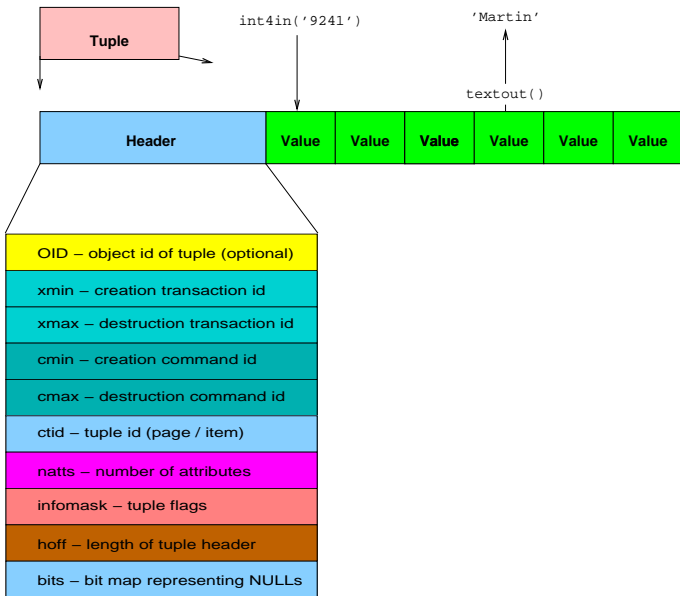 int4in('9241')
'Martin'
Tuple
textout()
Header
Value
Value
Value
Value
Value
Value
OID – object id of tuple (optional)
xmin – creation transaction id
xmax – destruction transaction id
cmin – creation command id
cmax – destruction command id
ctid – tuple id (page / item)
natts – number of attributes
infomask – tuple flags
hoff – length of tuple header
bits – bit map representing NULLs